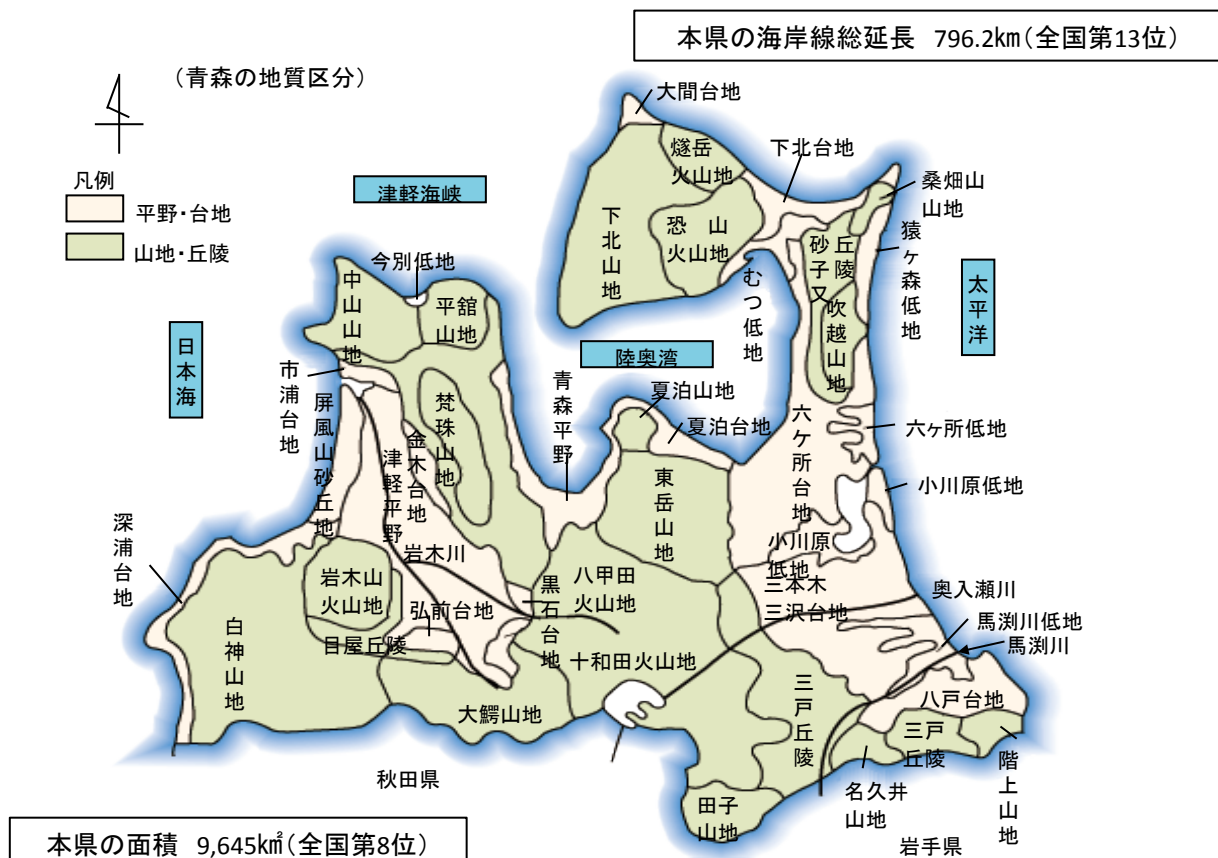 本県の海岸線総延長 796.2㎞(全国第13位)
(青森の地質区分)
凡例
平野・台地
山地・丘陵
津軽海峡
日本海
陸奥湾
太平洋
大間台地
燧岳
火山地
下北台地
桑畑山
山地
下北山地
恐 山
火山地
砂子又
丘陵
猿ヶ森低地
むつ低地
吹越山地
今別低地
中山山地
平舘
山地
市浦台地
屏風山砂丘地
梵珠山地
金木台地
津軽平野
青森平野
夏泊山地
夏泊台地
六ケ所台地
六ヶ所低地
小川原低地
東岳山地
小川原
低地
深浦台地
岩木川
岩木山
火山地
弘前台地
目屋丘陵
黒石台地
八甲田
火山地
三本木
三沢台地
奥入瀬川
馬渕川低地
馬渕川
白神山地
十和田火山地
大鰐山地
三戸丘陵
八戸台地
三戸
丘陵
階上山地
名久井
山地
田子
山地
秋田県
岩手県
本県の面積 9,645㎢(全国第8位)